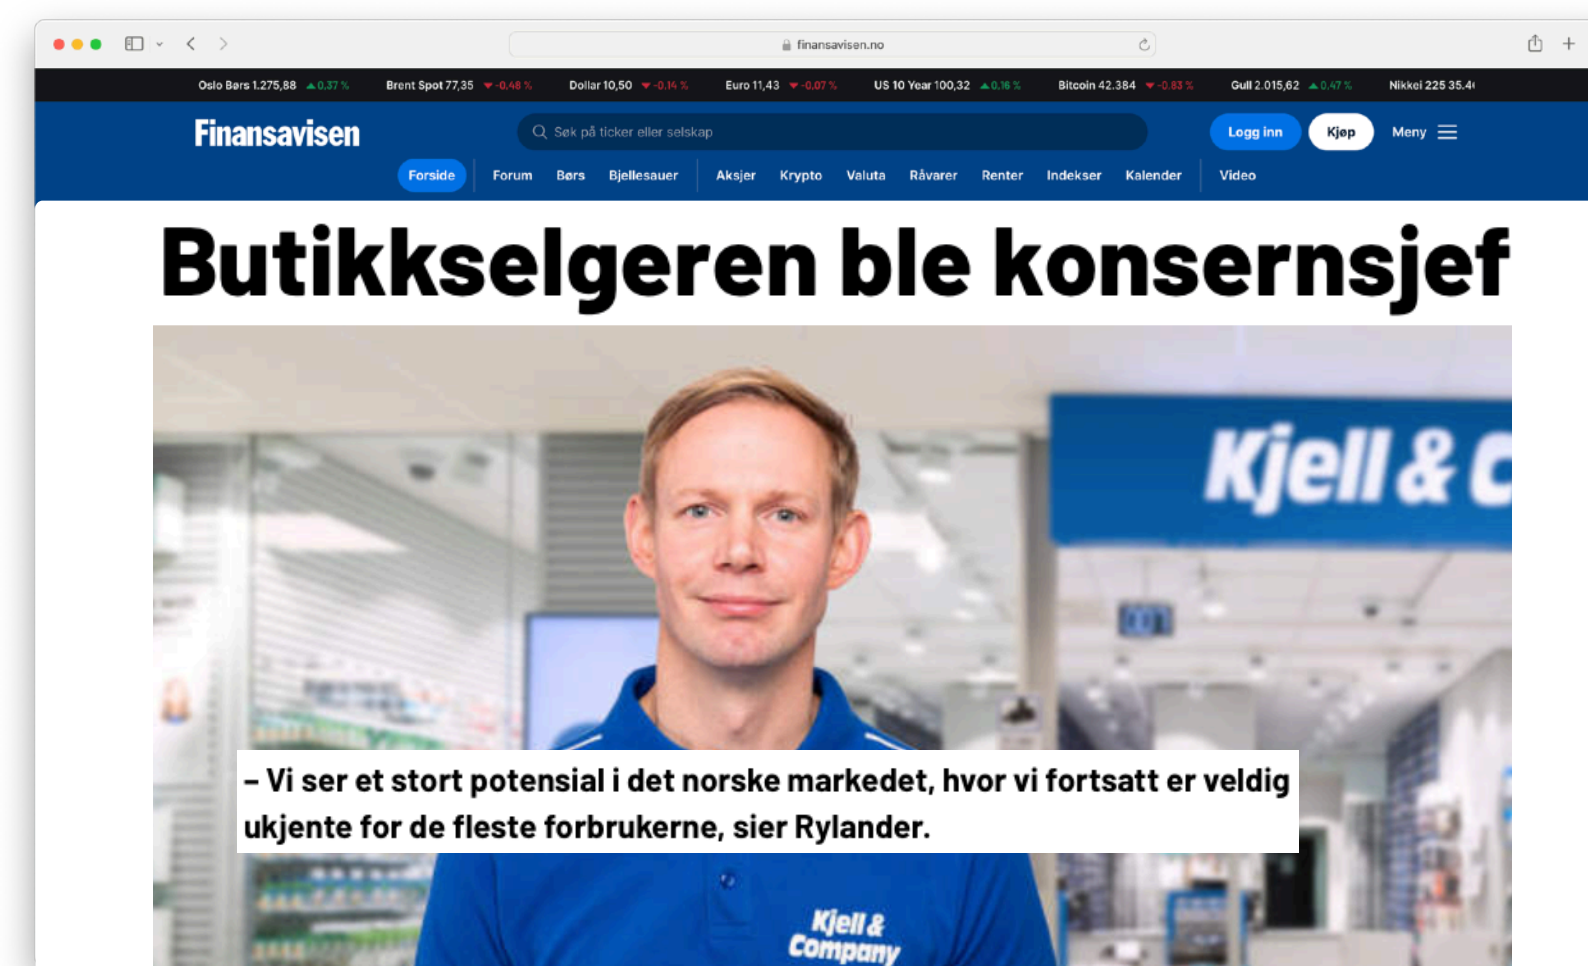 finansavisen.no
Oslo Børs 1.275,88 ▲0,37 % Brent Spot 77,35 ▼-0,48 % Dollar 10,50 ▼-0,14 % Euro 11,43 ▼-0,07 % US 10 Year 100,32 ▲0,16 % Bitcoin 42.384 ▼-0,83 % Gull 2.015,62 ▲0,47 % Nikkei 225 35.4
Finansavisen Søk på ticker eller selskap Logg inn Kjøp Meny
Forside Forum Børs Bjellesauer Aksjer Krypto Valuta Råvarer Renter Indekser Kalender Video
Butikkselgeren ble konsernsjef
Kjell & C
– Vi ser et stort potensial i det norske markedet, hvor vi fortsatt er veldig
ukjente for de fleste forbrukerne, sier Rylander.
Kjell &
Company